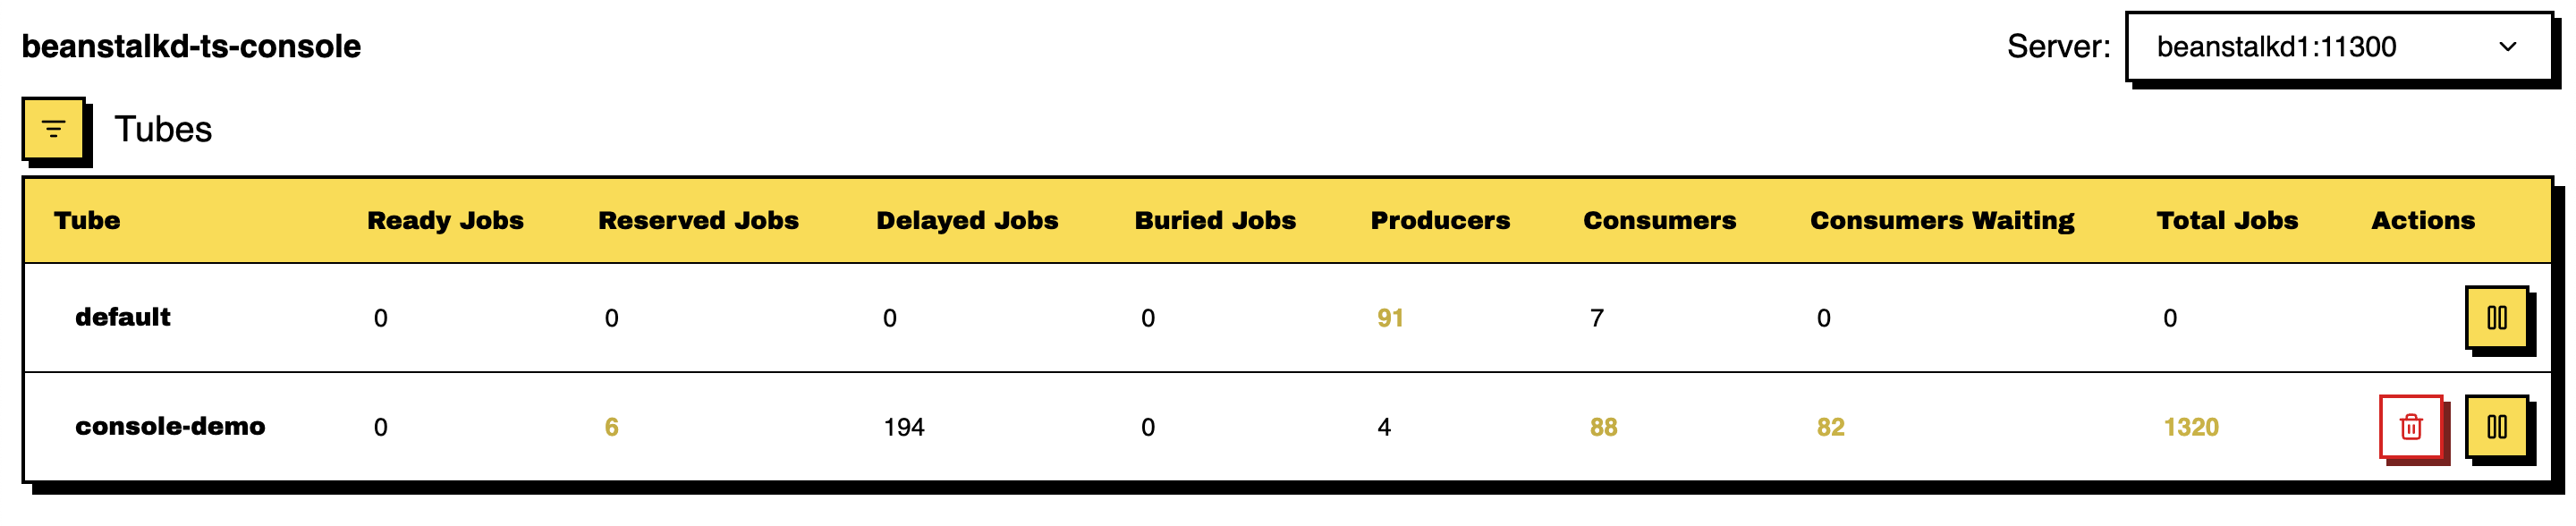 beanstalkd-ts-console
Server: beanstalkd1:11300
Tubes
Tube Ready Jobs Reserved Jobs Delayed Jobs Buried Jobs Producers Consumers Consumers Waiting Total Jobs Actions
default 0 0 0 0 91 7 0 0
console-demo 0 6 194 0 4 88 82 1320